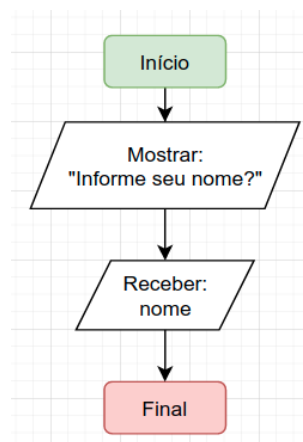 Início
Mostrar:
"Informe seu nome?"
Receber:
nome
Final